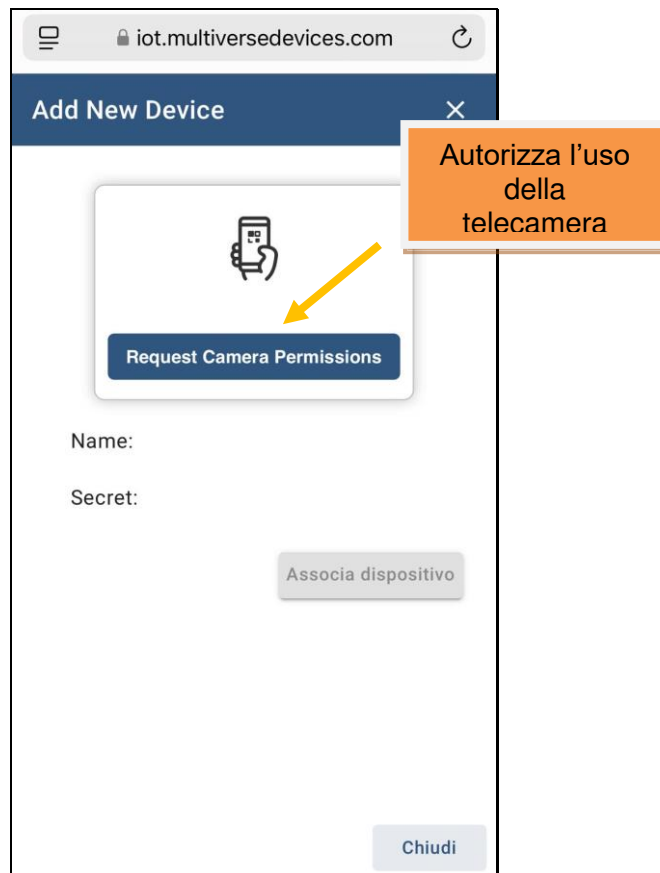 iot.multiversedevices.com
Add New Device
Autorizza l’uso
della
telecamera
Request Camera Permissions
Name:
Secret:
Associa dispositivo
Chiudi